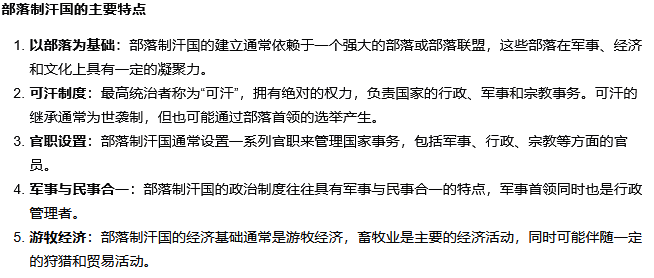 部落制汗国的主要特点
1. 以部落为基础：部落制汗国的建立通常依赖于一个强大的部落或部落联盟，这些部落在军事、经济
和文化上具有一定的凝聚力。
2. 可汗制度：最高统治者称为“可汗”，拥有绝对的权力，负责国家的行政、军事和宗教事务。可汗的
继承通常为世袭制，但也可能通过部落首领的选举产生。
3. 官职设置：部落制汗国通常设置一系列官职来管理国家事务，包括军事、行政、宗教等方面的官
员。
4. 军事与民事合一：部落制汗国的政治制度往往具有军事与民事合一的特点，军事首领同时也是行政
管理者。
5. 游牧经济：部落制汗国的经济基础通常是游牧经济，畜牧业是主要的经济活动，同时可能伴随一定
的狩猎和贸易活动。